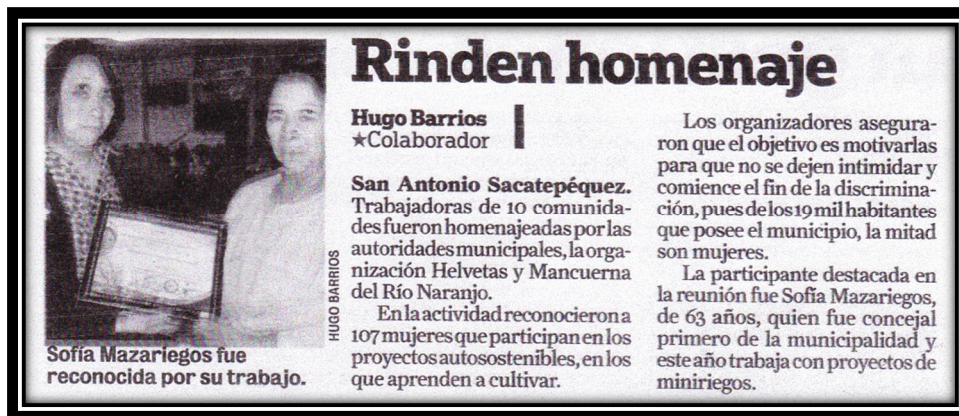 Rinden homenaje
Hugo Barrios
★Colaborador
San Antonio Sacatepéquez.
Trabajadoras de 10 comunida-
des fueron homenajeadas por las
autoridades municipales, la orga-
nización Helvetas y Mancuerna
del Río Naranjo.
En la actividad reconocieron a
107 mujeres que participan en los
proyectos autosostenibles, en los
que aprenden a cultivar.
Los organizadores asegura-
ron que el objetivo es motivarlas
para que no se dejen intimidar y
comience el fin de la discrimina-
ción, pues de los 19 mil habitantes
que posee el municipio, la mitad
son mujeres.
La participante destacada en
la reunión fue Sofía Mazariegos,
de 63 años, quien fue concejal
primero de la municipalidad y
este año trabaja con proyectos de
miniriegos.
HUGO BARRIOS
Sofía Mazariegos fue
reconocida por su trabajo.